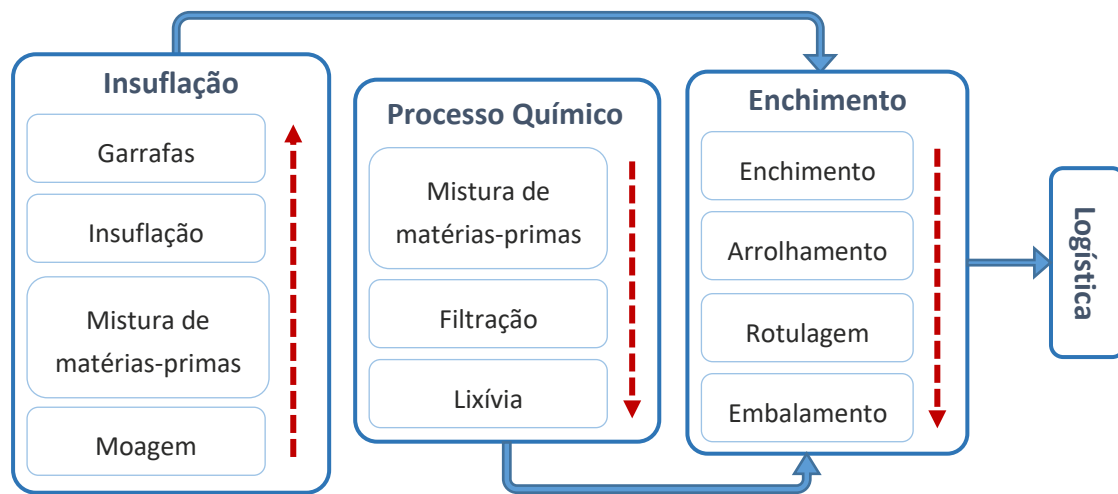 Insuflação
Garrafas
Insuflação
Mistura de
matérias-primas
Moagem
Processo Químico
Mistura de
matérias-primas
Filtração
Lixívia
Enchimento
Enchimento
Arrolhamento
Rotulagem
Embalamento
Logística